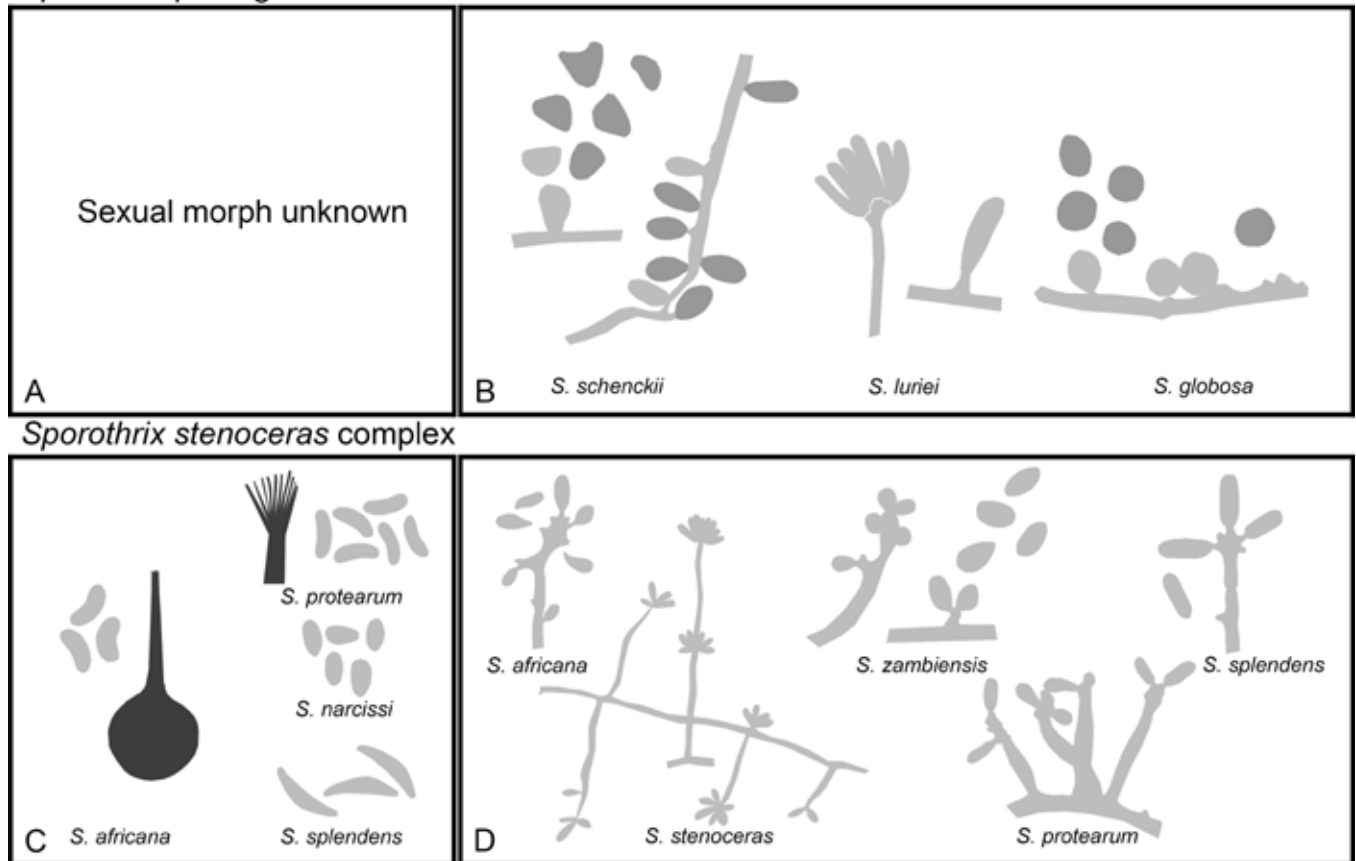 Sexual morph unknown
A
B
S. schenckii
S. luriei
S. globosa
Sporothrix stenoceras complex
S. protearum
S. narcissi
S. africana
S. splendens
C
S. africana
S. zambiensis
S. splendens
S. stenoceras
S. protearum
D